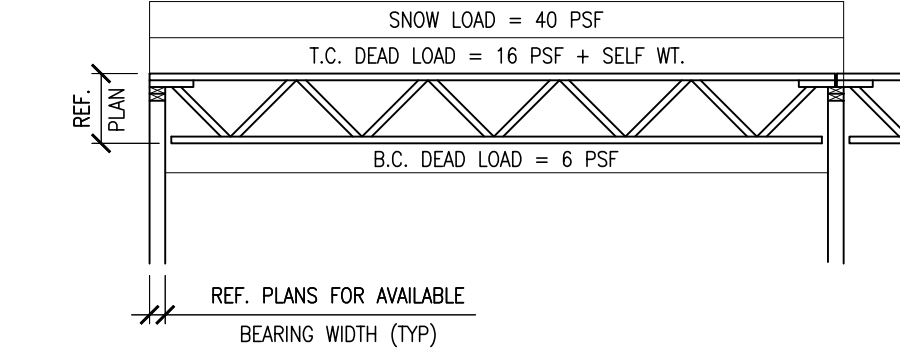 SNOW LOAD = 40 PSF
T.C. DEAD LOAD = 16 PSF + SELF WT.
REF.
PLAN
B.C. DEAD LOAD = 6 PSF
REF. PLANS FOR AVAILABLE
BEARING WIDTH (TYP)